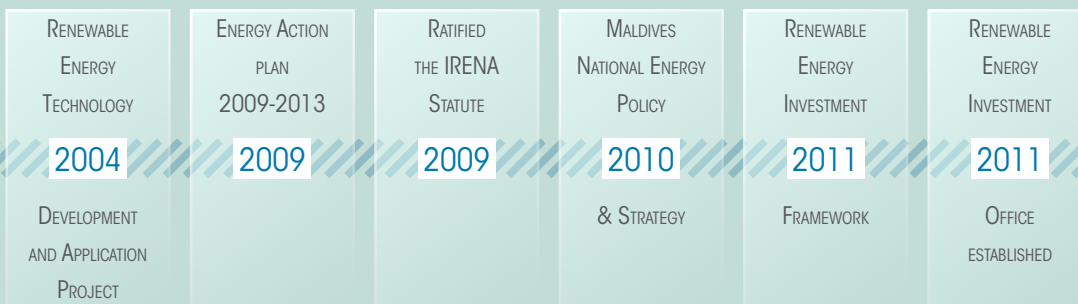 Renewable
Energy
Technology
2004
Development
and Application
Project
Energy Action
plan
2009-2013
2009
Ratified
the IRENA
Statute
2009
Maldives
National Energy
Policy
2010
& Strategy
Renewable
Energy
Investment
2011
Framework
Renewable
Energy
Investment
2011
Office
established